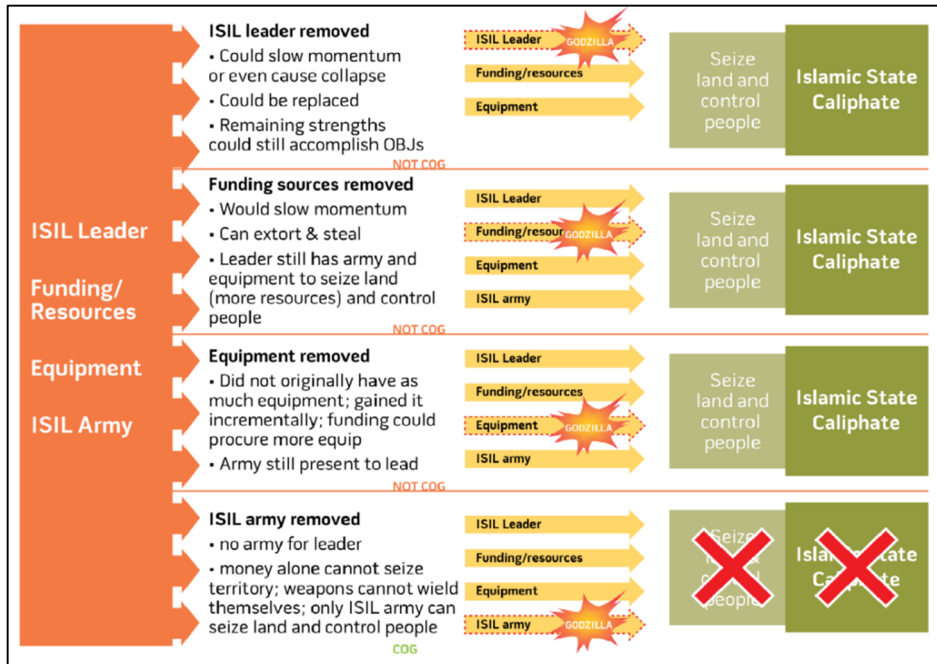 ISIL Leader
Funding/
Resources
Equipment
ISIL Army
ISIL leader removed
• Could slow momentum
or even cause collapse
• Could be replaced
• Remaining strengths
could still accomplish OBJs
NOT COG
ISIL Leader
GODZILLA
Funding/resources
Equipment
Seize
land and
control
people
Islamic State
Caliphate
Funding sources removed
• Would slow momentum
• Can extort & steal
• Leader still has army and
equipment to seize land
(more resources) and control
people
NOT COG
ISIL Leader
Funding/resour
GODZILLA
Equipment
ISIL army
Seize
land and
control
people
Islamic State
Caliphate
Equipment removed
• Did not originally have as
much equipment; gained it
incrementally; funding could
procure more equip
• Army still present to lead
NOT COG
ISIL Leader
Funding/resources
Equipment
GODZILLA
ISIL army
Seize
land and
control
people
Islamic State
Caliphate
ISIL army removed
• no army for leader
• money alone cannot seize
territory; weapons cannot wield
themselves; only ISIL army can
seize land and control people
COG
ISIL Leader
Funding/resources
Equipment
ISIL army
GODZILLA
Seize
people
Islamic State
Caliphate